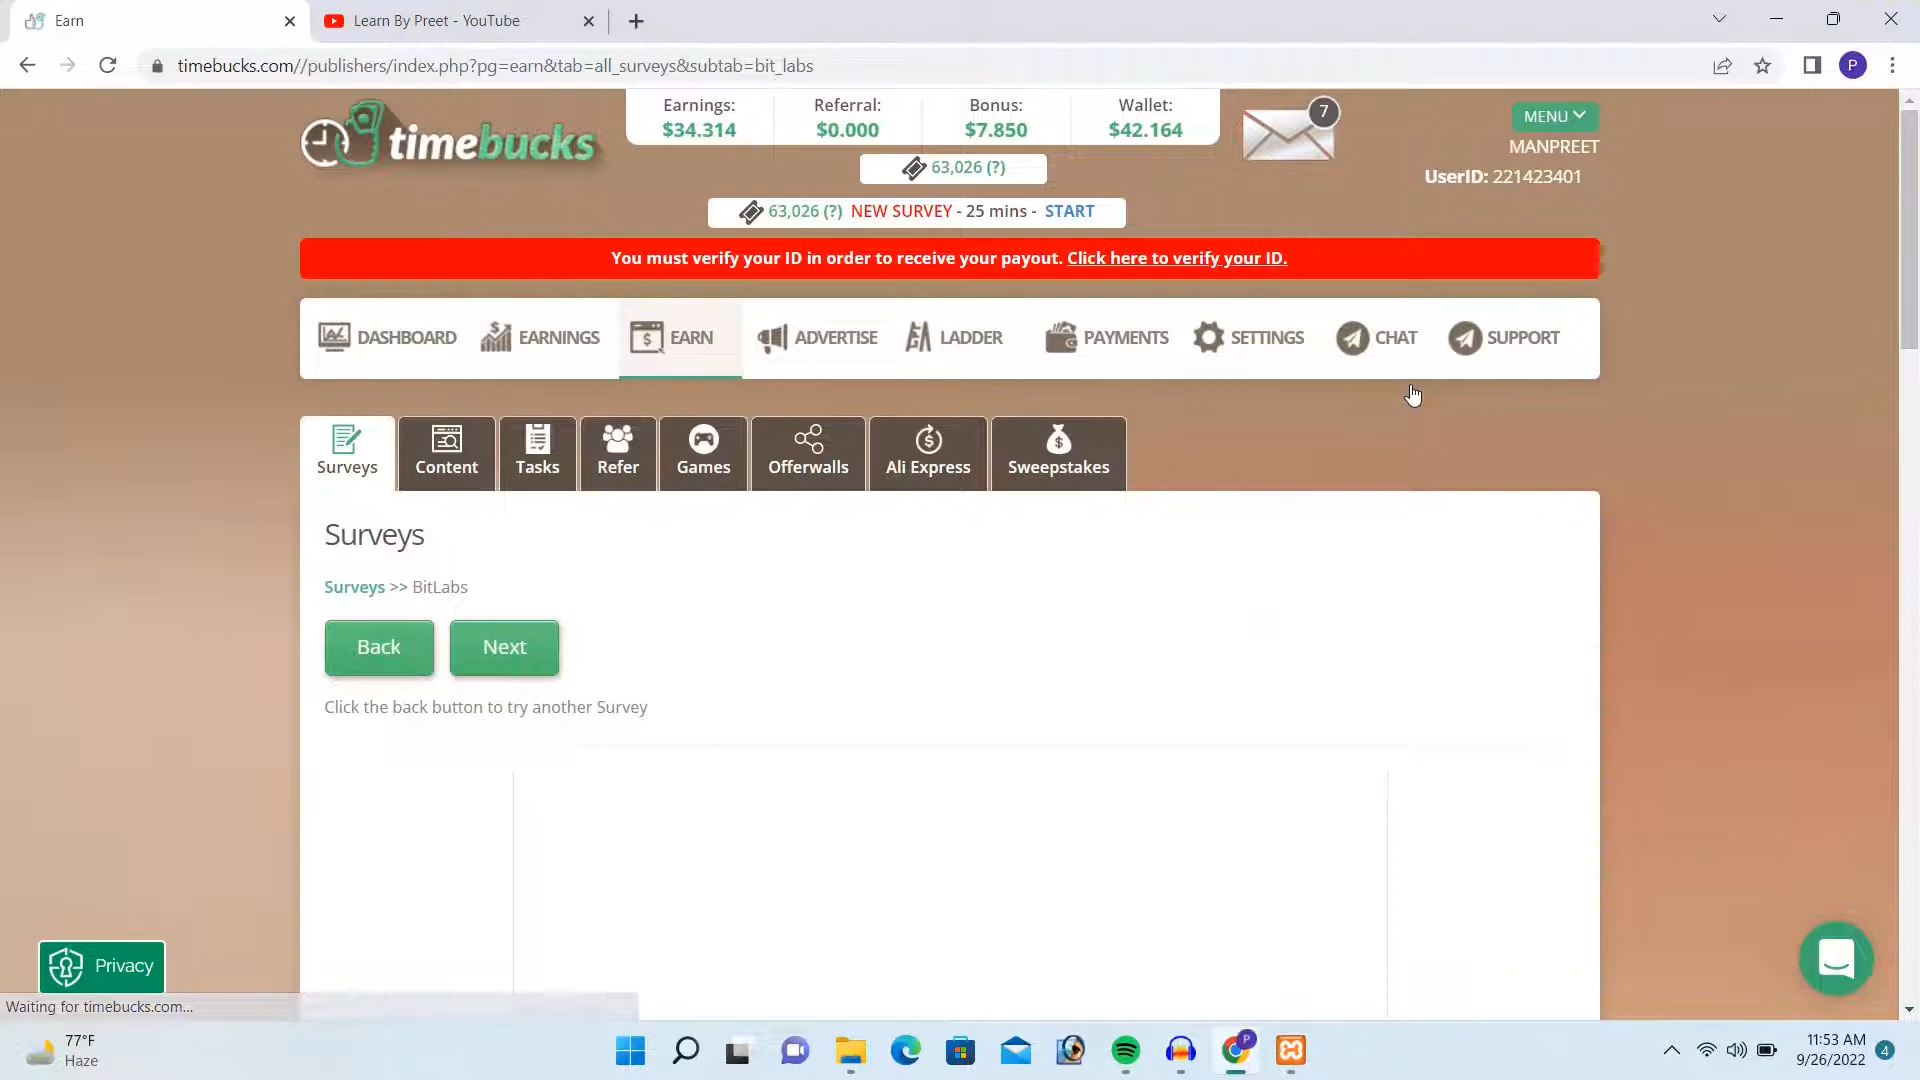 Earn
Learn By Preet - YouTube
timebucks.com//publishers/index.php?pg=earn&tab=all_surveys&subtab=bit_labs
P
timebucks
Earnings:
$34.314
Referral:
$0.000
Bonus:
$7.850
Wallet:
$42.164
7
MENU
MANPREET
UserID: 221423401
63,026 (?)
63,026 (?) NEW SURVEY - 25 mins - START
You must verify your ID in order to receive your payout. Click here to verify your ID.
DASHBOARD
EARNINGS
EARN
ADVERTISE
LADDER
PAYMENTS
SETTINGS
CHAT
SUPPORT
Surveys
Content
Tasks
Refer
Games
Offerwalls
Ali Express
Sweepstakes
Surveys
Surveys >> BitLabs
Back
Next
Click the back button to try another Survey
Privacy
Waiting for timebucks.com...
77°F
Haze
P
11:53 AM
9/26/2022
4